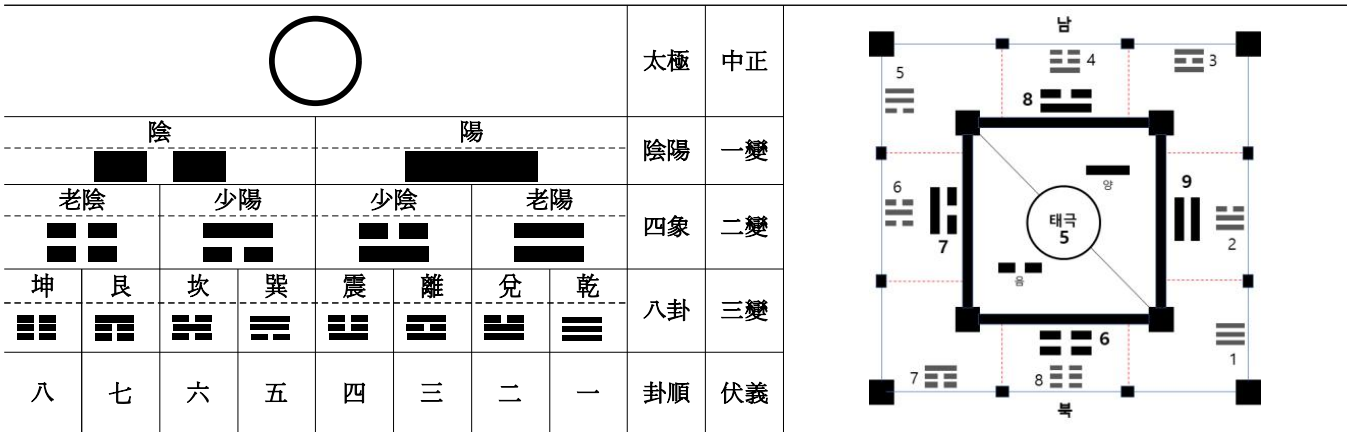 太極 中正
陰 陽 陰陽 一變
老陰 少陽 少陰 老陽 四象 二變
坤 艮 坎 巽 震 離 兌 乾 八卦 三變
八 七 六 五 四 三 二 一 卦順 伏義
남
4
3
5
8
양
6
9
태극
5
7
2
음
6
1
7
8
북